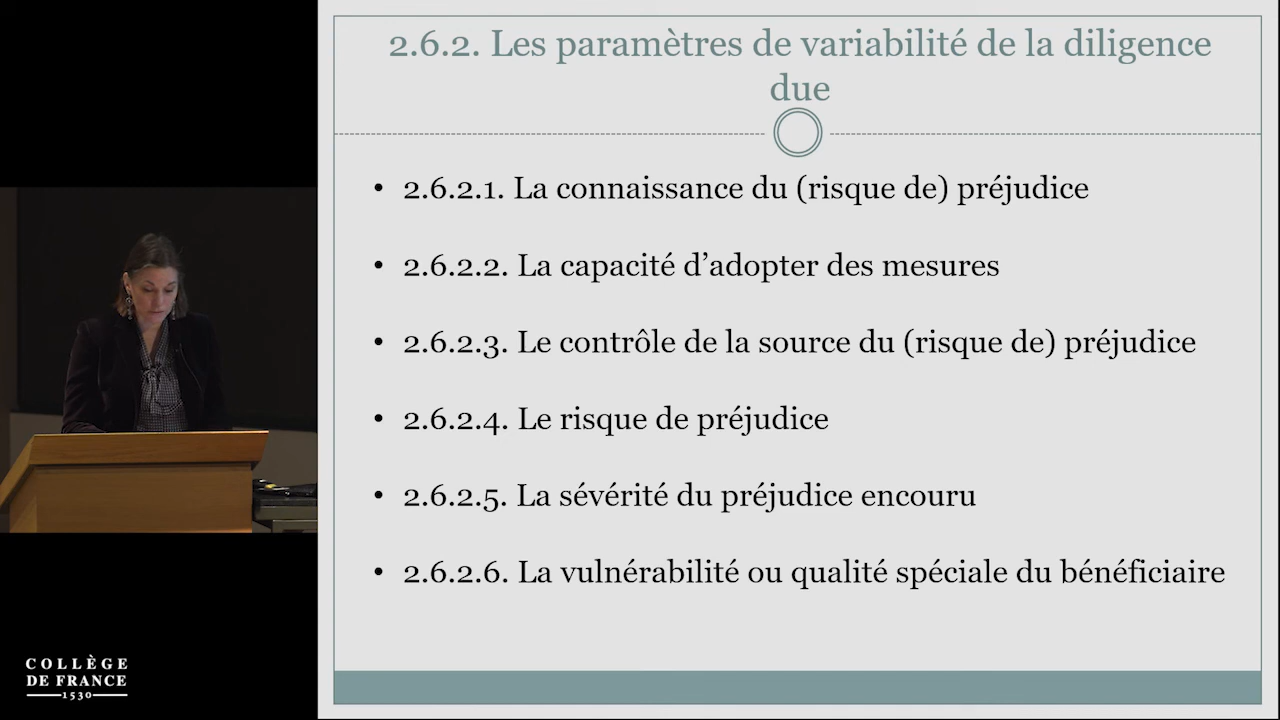 2.6.2. Les paramètres de variabilité de la diligence
due
• 2.6.2.1. La connaissance du (risque de) préjudice
• 2.6.2.2. La capacité d’adopter des mesures
• 2.6.2.3. Le contrôle de la source du (risque de) préjudice
• 2.6.2.4. Le risque de préjudice
• 2.6.2.5. La sévérité du préjudice encouru
• 2.6.2.6. La vulnérabilité ou qualité spéciale du bénéficiaire
COLLÈGE
DE FRANCE
1530